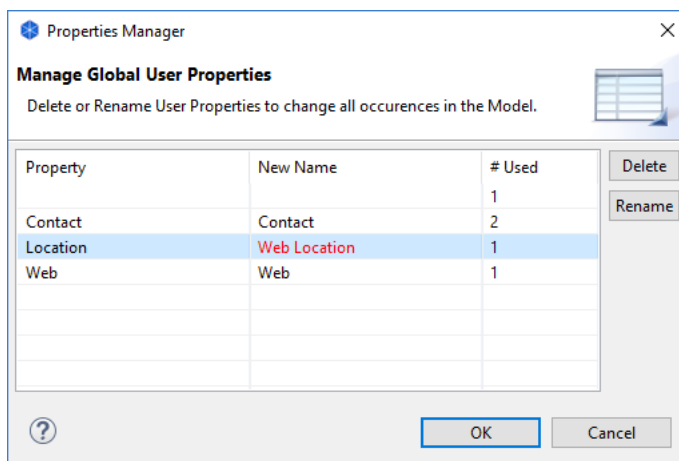 Properties Manager
Manage Global User Properties
Delete or Rename User Properties to change all occurences in the Model.
Property New Name # Used Delete
1
Rename
Contact Contact 2
Location Web Location 1
Web Web 1
?
OK Cancel